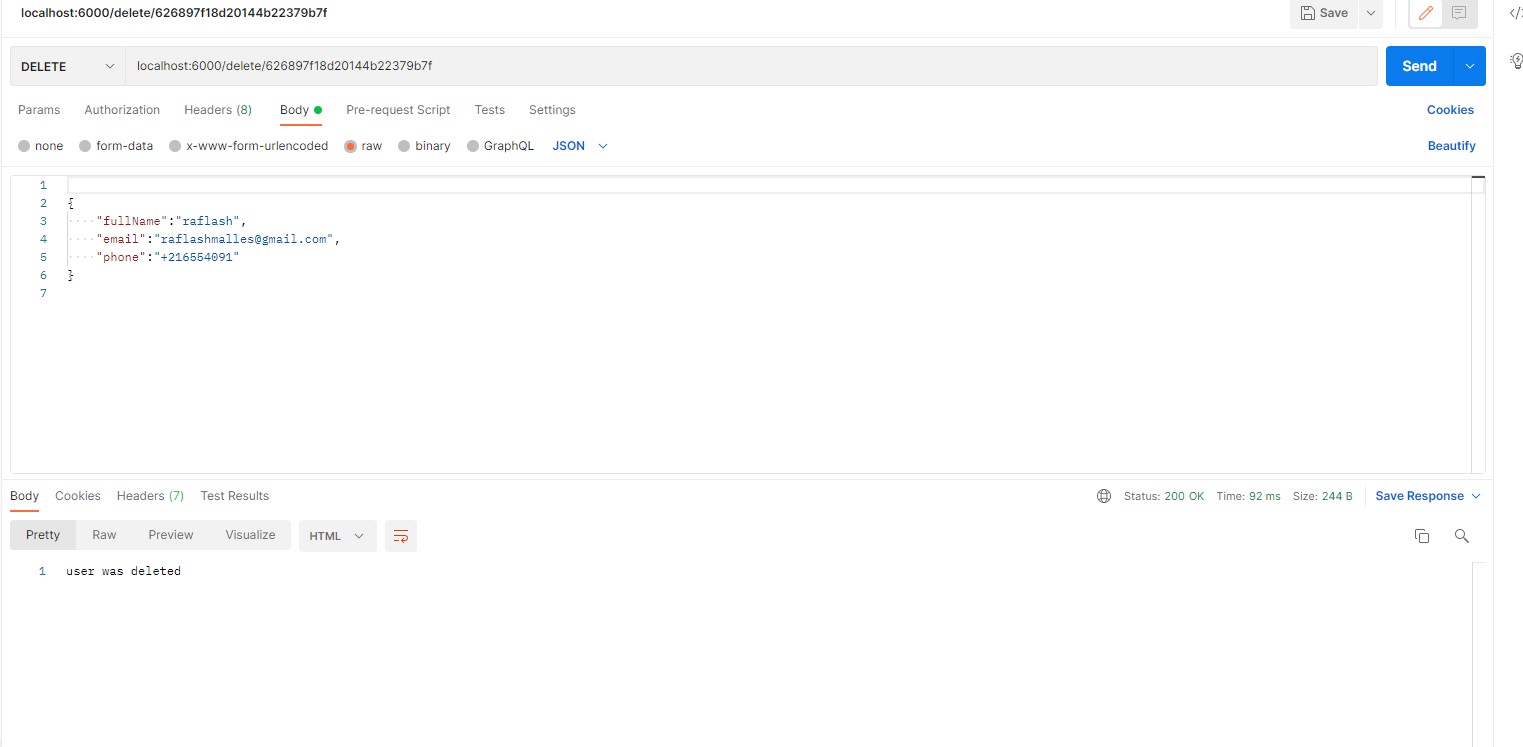 localhost:6000/delete/626897f18d20144b22379b7f
Save
DELETE localhost:6000/delete/626897f18d20144b22379b7f Send
Params Authorization Headers (8) Body Pre-request Script Tests Settings Cookies
none form-data x-www-form-urlencoded raw binary GraphQL JSON Beautify
1
2 {
3 ····"fullName":"raflash",
4 ····"email":"raflashmalles@gmail.com",
5 ····"phone":"+216554091"
6 }
7
Body Cookies Headers (7) Test Results Status: 200 OK Time: 92 ms Size: 244 B Save Response
Pretty Raw Preview Visualize HTML
1 user was deleted